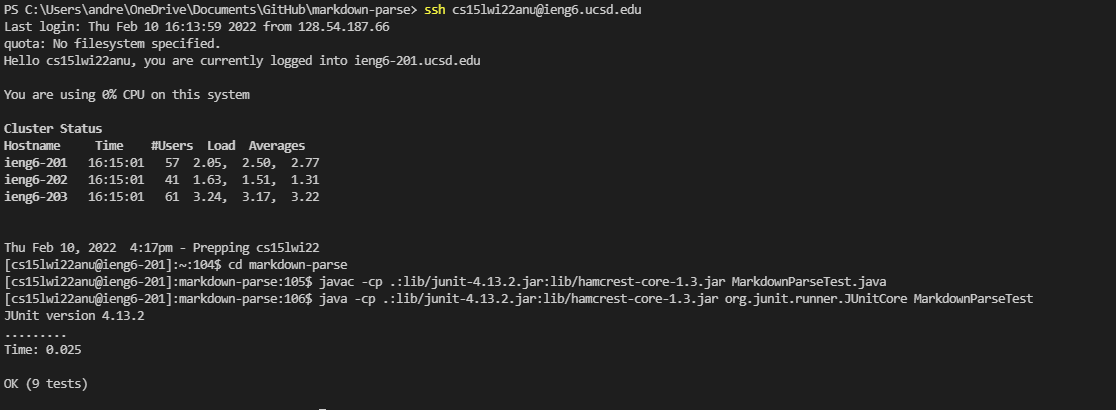 PS C:\Users\andre\OneDrive\Documents\GitHub\markdown-parse> ssh cs15lwi22anu@ieng6.ucsd.edu
Last login: Thu Feb 10 16:13:59 2022 from 128.54.187.66
quota: No filesystem specified.
Hello cs15lwi22anu, you are currently logged into ieng6-201.ucsd.edu
You are using 0% CPU on this system
Cluster Status
Hostname     Time    #Users  Load  Averages
ieng6-201   16:15:01   57  2.05,  2.50,  2.77
ieng6-202   16:15:01   41  1.63,  1.51,  1.31
ieng6-203   16:15:01   61  3.24,  3.17,  3.22
Thu Feb 10, 2022  4:17pm - Prepping cs15lwi22
[cs15lwi22anu@ieng6-201]:~:104$ cd markdown-parse
[cs15lwi22anu@ieng6-201]:markdown-parse:105$ javac -cp .:lib/junit-4.13.2.jar:lib/hamcrest-core-1.3.jar MarkdownParseTest.java
[cs15lwi22anu@ieng6-201]:markdown-parse:106$ java -cp .:lib/junit-4.13.2.jar:lib/hamcrest-core-1.3.jar org.junit.runner.JUnitCore MarkdownParseTest
JUnit version 4.13.2
.........
Time: 0.025
OK (9 tests)